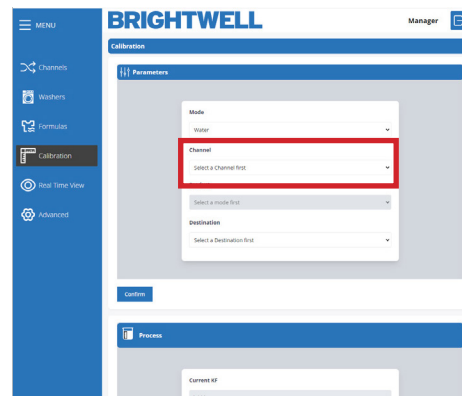 MENU
BRIGHTWELL
Manager
Calibration
Channels
Washers
Formulas
Calibration
Real Time View
Advanced
Parameters
Mode
Water
Channel
Select a Channel first
Select a mode first
Destination
Select a Destination first
Confirm
Process
Current KF